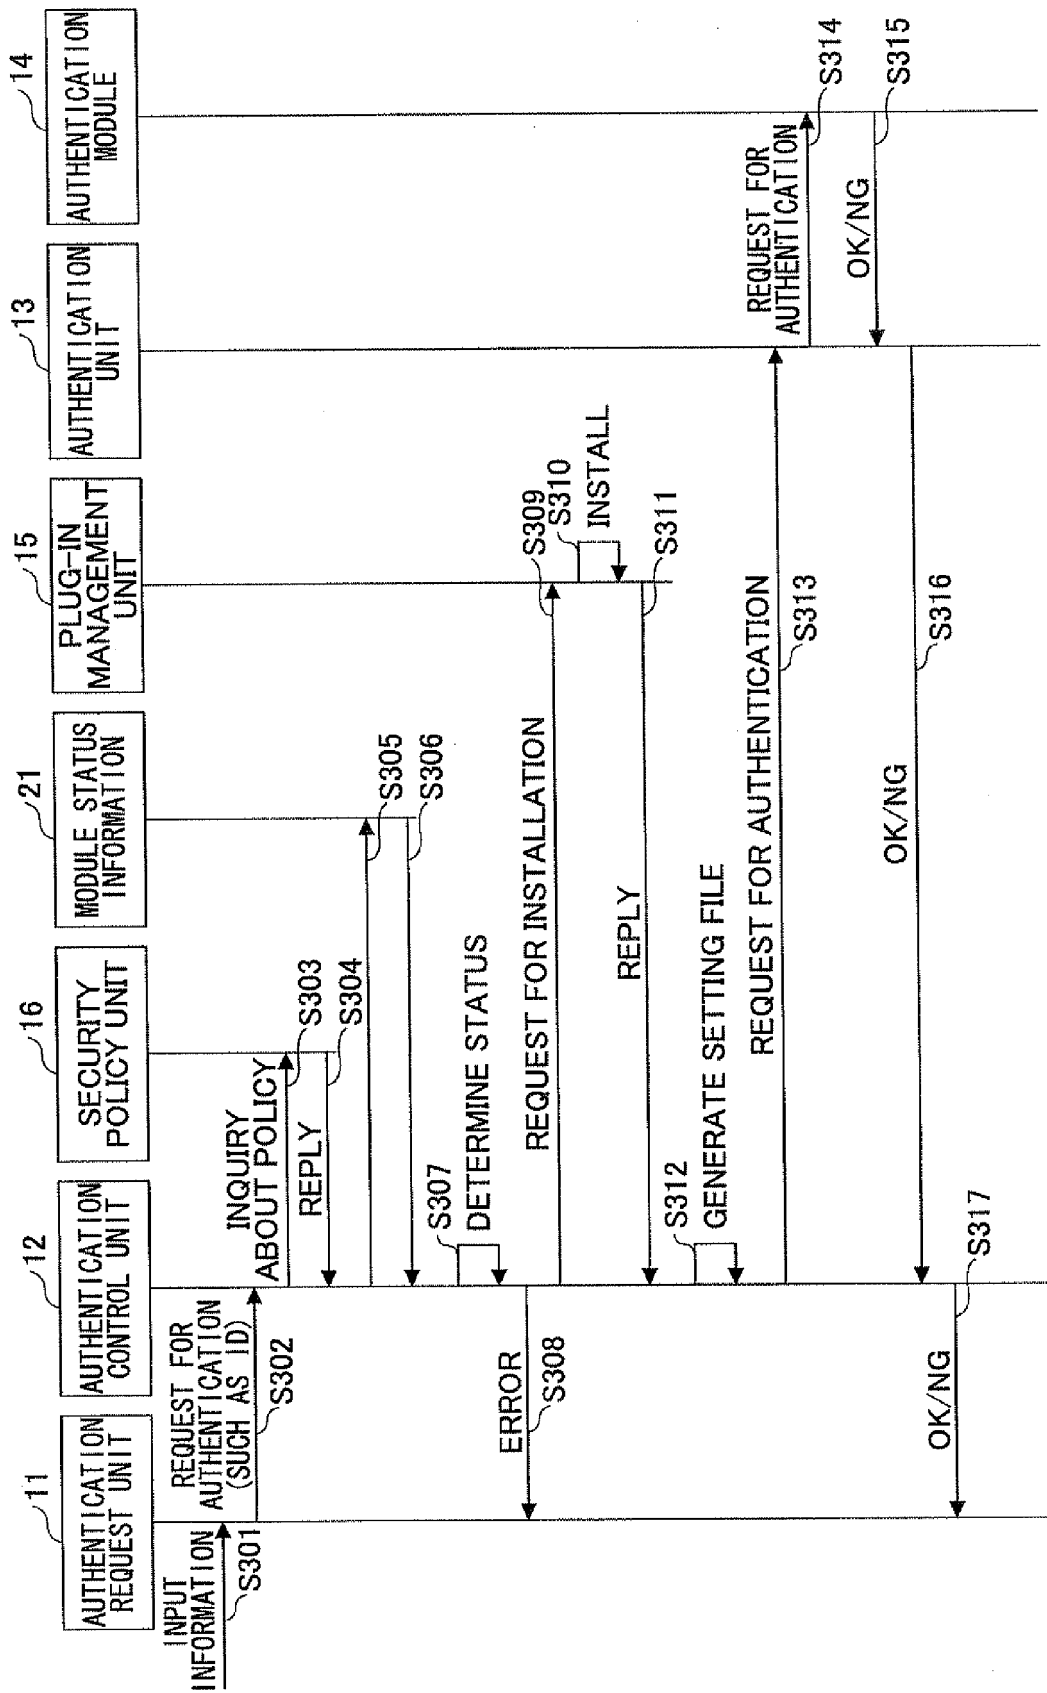 11
AUTHENTICATION
REQUEST UNIT
12
AUTHENTICATION
CONTROL UNIT
16
SECURITY
POLICY UNIT
21
MODULE STATUS
INFORMATION
15
PLUG-IN
MANAGEMENT
UNIT
13
AUTHENTICATION
UNIT
14
AUTHENTICATION
MODULE
INPUT
INFORMATION
S301
REQUEST FOR
AUTHENTICATION
(SUCH AS ID)
S302
INQUIRY
ABOUT POLICY
S303
REPLY
S304
S305
S306
S307
DETERMINE STATUS
ERROR
S308
REQUEST FOR INSTALLATION
S309
S310
INSTALL
REPLY
S311
S312
GENERATE SETTING FILE
REQUEST FOR AUTHENTICATION
S313
REQUEST FOR
AUTHENTICATION
S314
OK/NG
S315
OK/NG
S316
OK/NG
S317